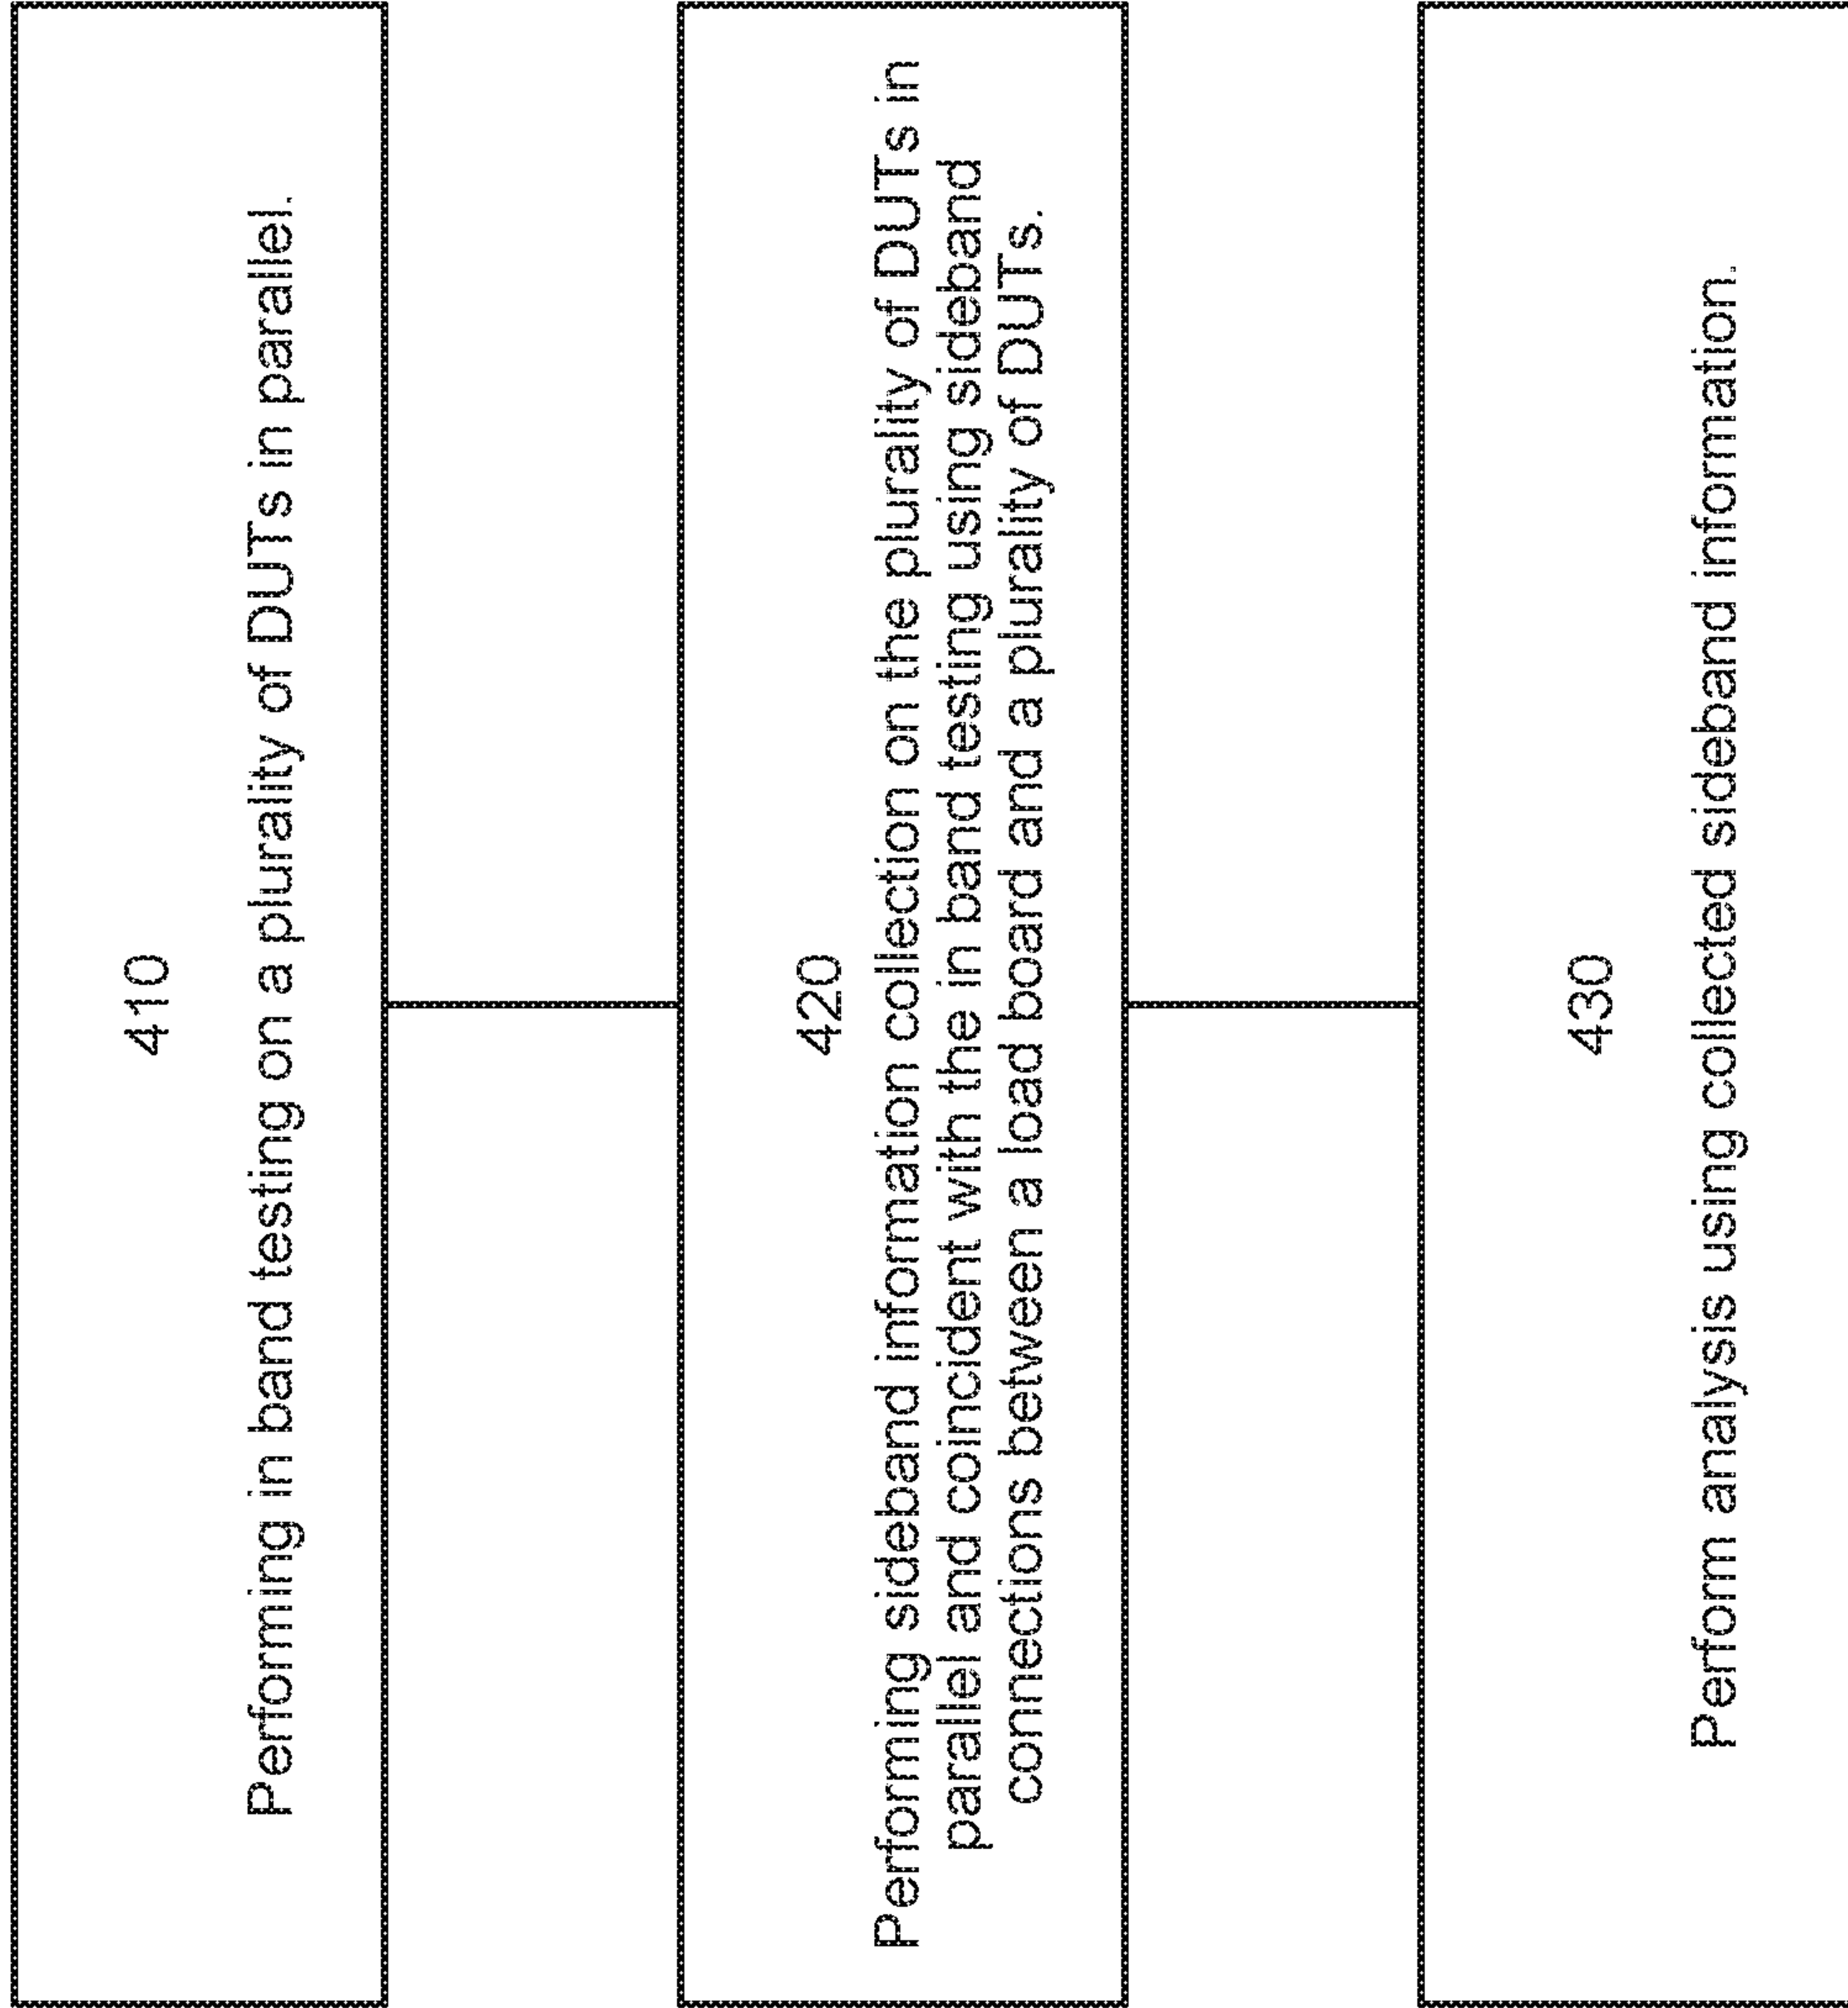 410
Performing in band testing on a plurality of DUTs in parallel.
420
Performing sideband information collection on the plurality of DUTs in
parallel and coincident with the in band testing using sideband
connections between a load board and a plurality of DUTs.
430
Perfom analysis using collected sideband information.